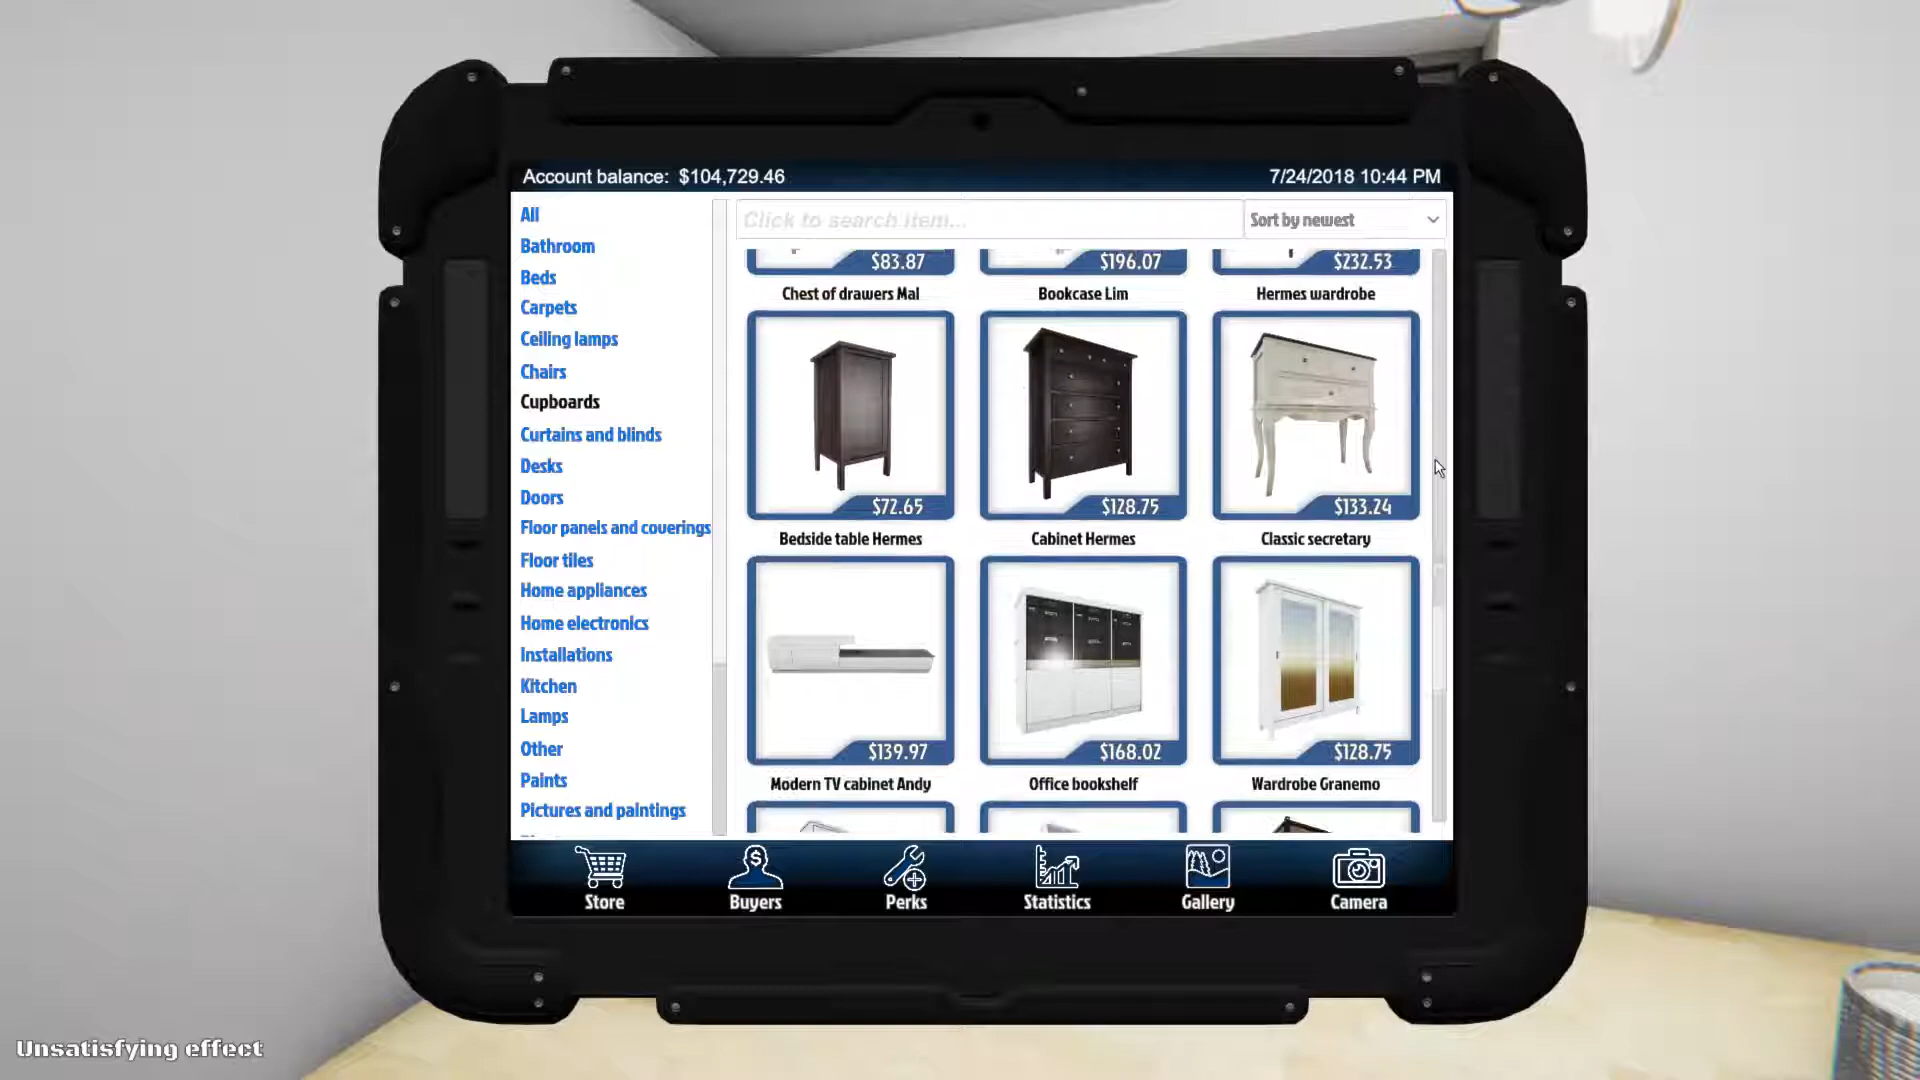 Account balance: $104,729.46
7/24/2018 10:44 PM
All
Bathroom
Beds
Carpets
Ceiling lamps
Chairs
Cupboards
Curtains and blinds
Desks
Doors
Floor panels and coverings
Floor tiles
Home appliances
Home electronics
Installations
Kitchen
Lamps
Other
Paints
Pictures and paintings
Click to search item...
Sort by newest
$83.87
$196.07
$232.53
Chest of drawers Mal
Bookcase Lim
Hermes wardrobe
$72.65
$128.75
$133.24
Bedside table Hermes
Cabinet Hermes
Classic secretary
$139.97
$168.02
$128.75
Modern TV cabinet Andy
Office bookshelf
Wardrobe Granemo
Store
Buyers
Perks
Statistics
Gallery
Camera
Unsatisfying effect